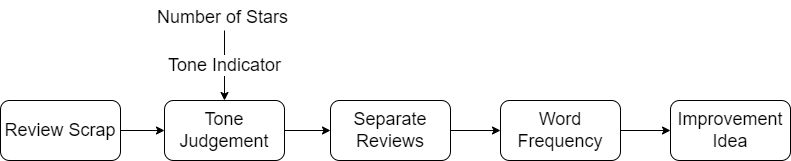 Number of Stars
Tone Indicator
Review Scrap
Tone
Judgement
Separate
Reviews
Word
Frequency
Improvement
Idea